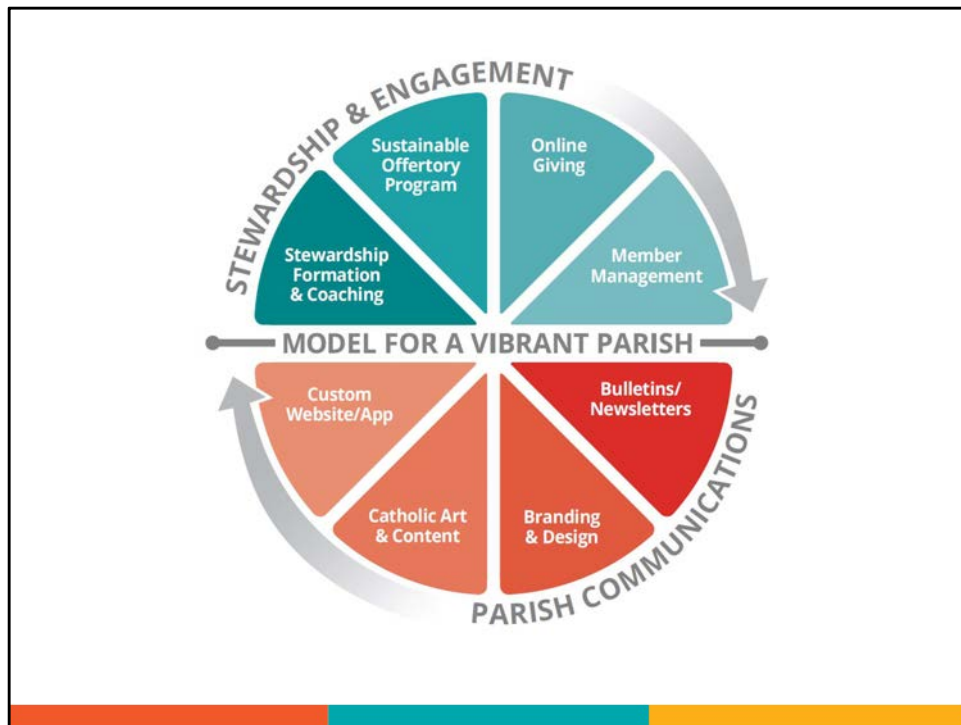 STEWARDSHIP & ENGAGEMENT
Sustainable
Offertory
Program
Online
Giving
Stewardship
Formation
& Coaching
Member
Management
MODEL FOR A VIBRANT PARISH
Custom
Website/App
Bulletins/
Newsletters
Catholic Art
& Content
Branding
& Design
PARISH COMMUNICATIONS